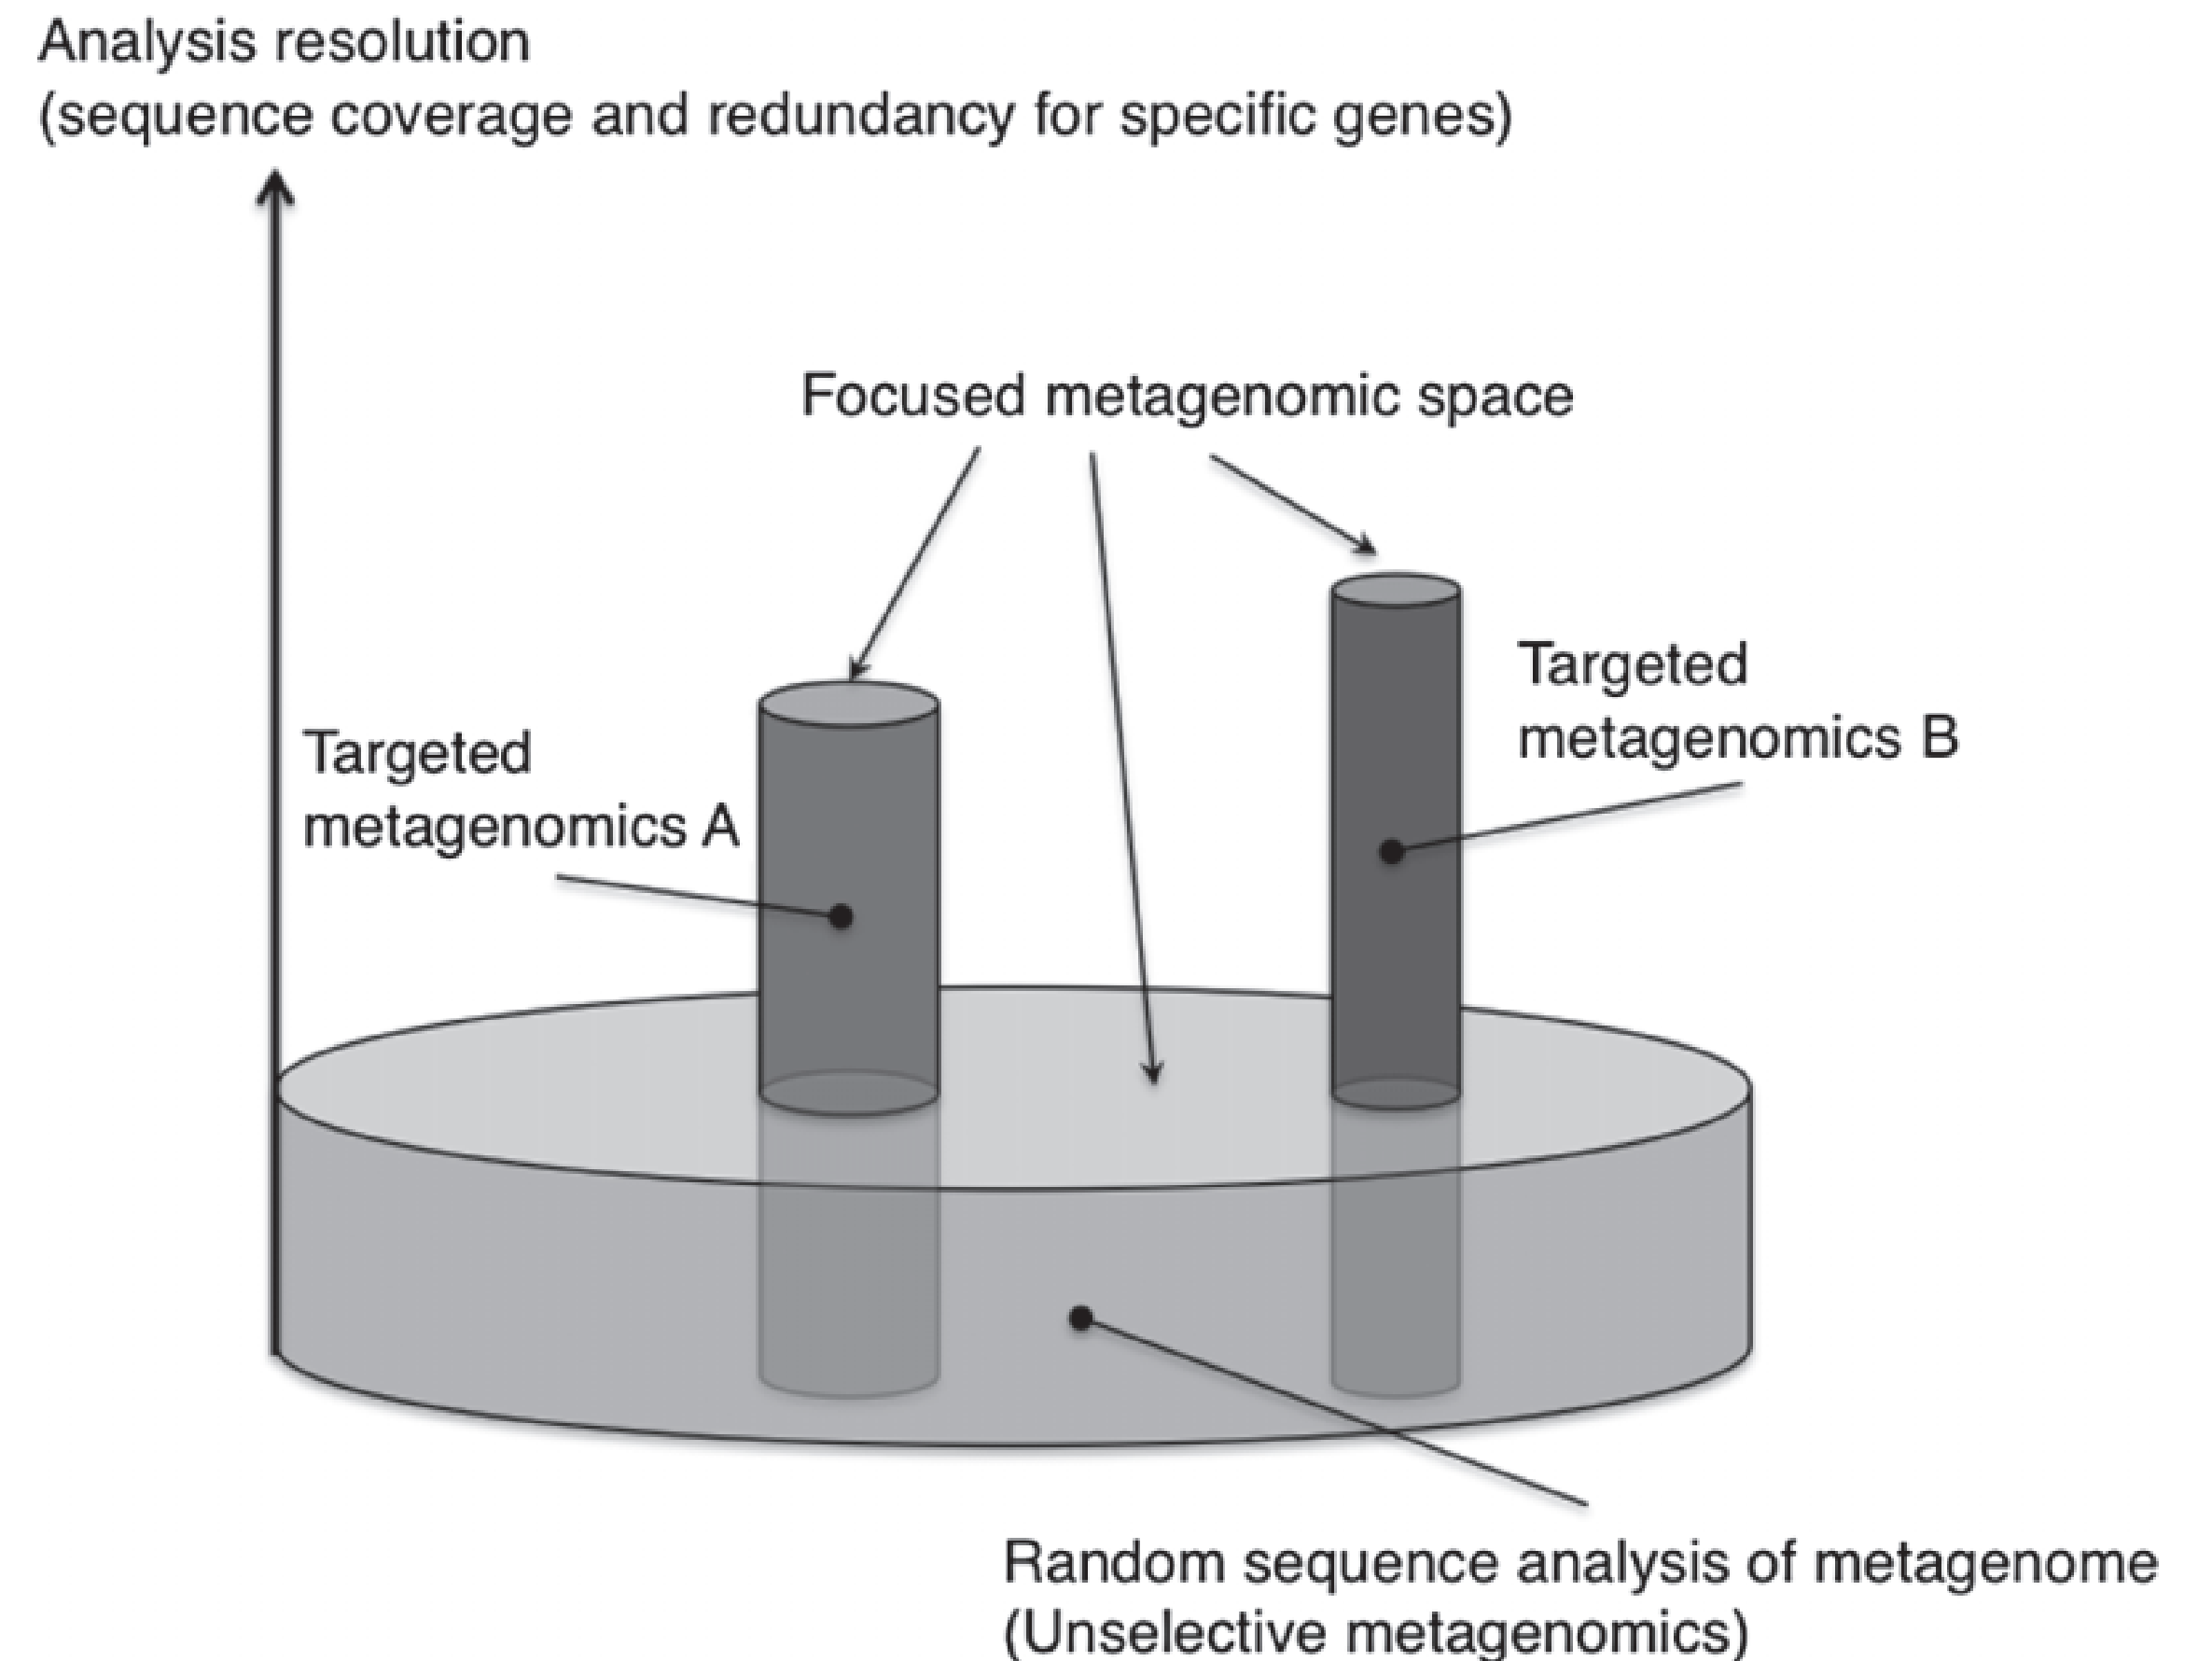 Analysis resolution
(sequence coverage and redundancy for specific genes)
Focused metagenomic space
Targeted
metagenomics B
Targeted
metagenomics A
Random sequence analysis of metagenome
(Unselective metagenomics)